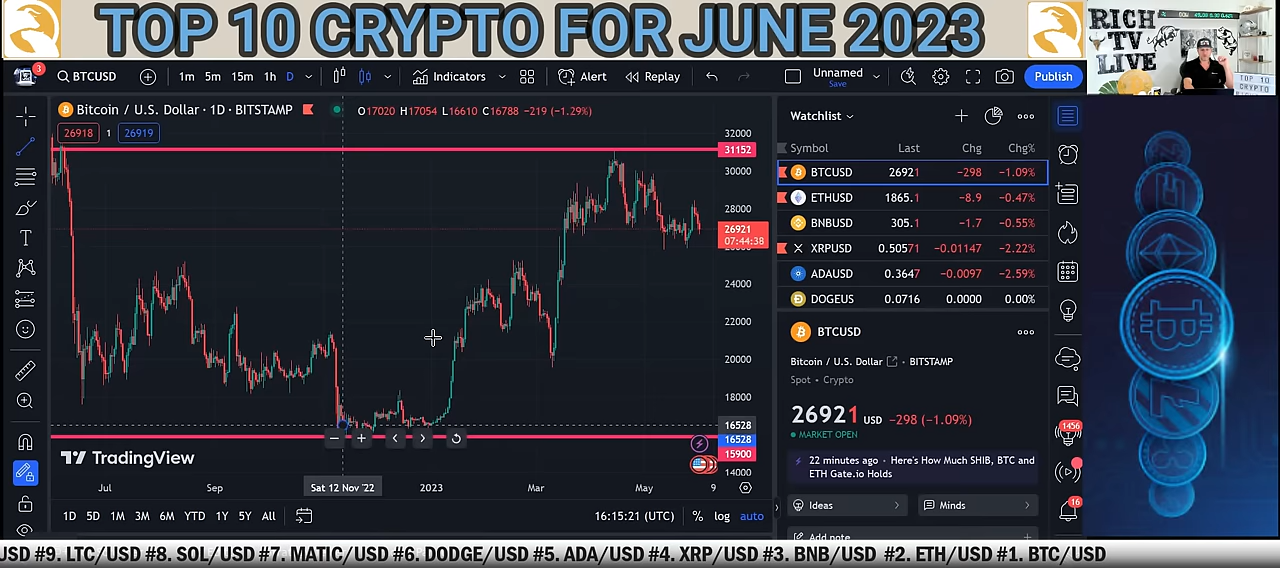 TOP 10 CRYPTO FOR JUNE 2023
RICH
TV
LIVE
TOP 10
CRYPTO
3
BTCUSD
1m 5m 15m 1h D
Indicators
Alert
Replay
Unnamed
Save
Publish
Bitcoin / U.S. Dollar · 1D · BITSTAMP
O17020 H17054 L16610 C16788 −219 (−1.29%)
26918 1 26919
32000
31152
30000
28000
26921
07:44:38
24000
22000
20000
18000
16528
16528
15900
14000
TradingView
Jul Sep Sat 12 Nov '22 2023 Mar May 9
1D 5D 1M 3M 6M YTD 1Y 5Y All
16:15:21 (UTC) % log auto
Watchlist
Symbol Last Chg Chg%
BTCUSD 26921 −298 −1.09%
ETHUSD 1865.1 −8.9 −0.47%
BNBUSD 305.1 −1.7 −0.55%
XRPUSD 0.50571 −0.01147 −2.22%
ADAUSD 0.3647 −0.0097 −2.59%
DOGEUS 0.0716 0.0000 0.00%
BTCUSD
Bitcoin / U.S. Dollar · BITSTAMP
Spot · Crypto
26921 USD −298 (−1.09%)
MARKET OPEN
22 minutes ago · Here's How Much SHIB, BTC and
ETH Gate.io Holds
Ideas
Minds
Add note
1456
16
USD #9. LTC/USD #8. SOL/USD #7. MATIC/USD #6. DODGE/USD #5. ADA/USD #4. XRP/USD #3. BNB/USD #2. ETH/USD #1. BTC/USD